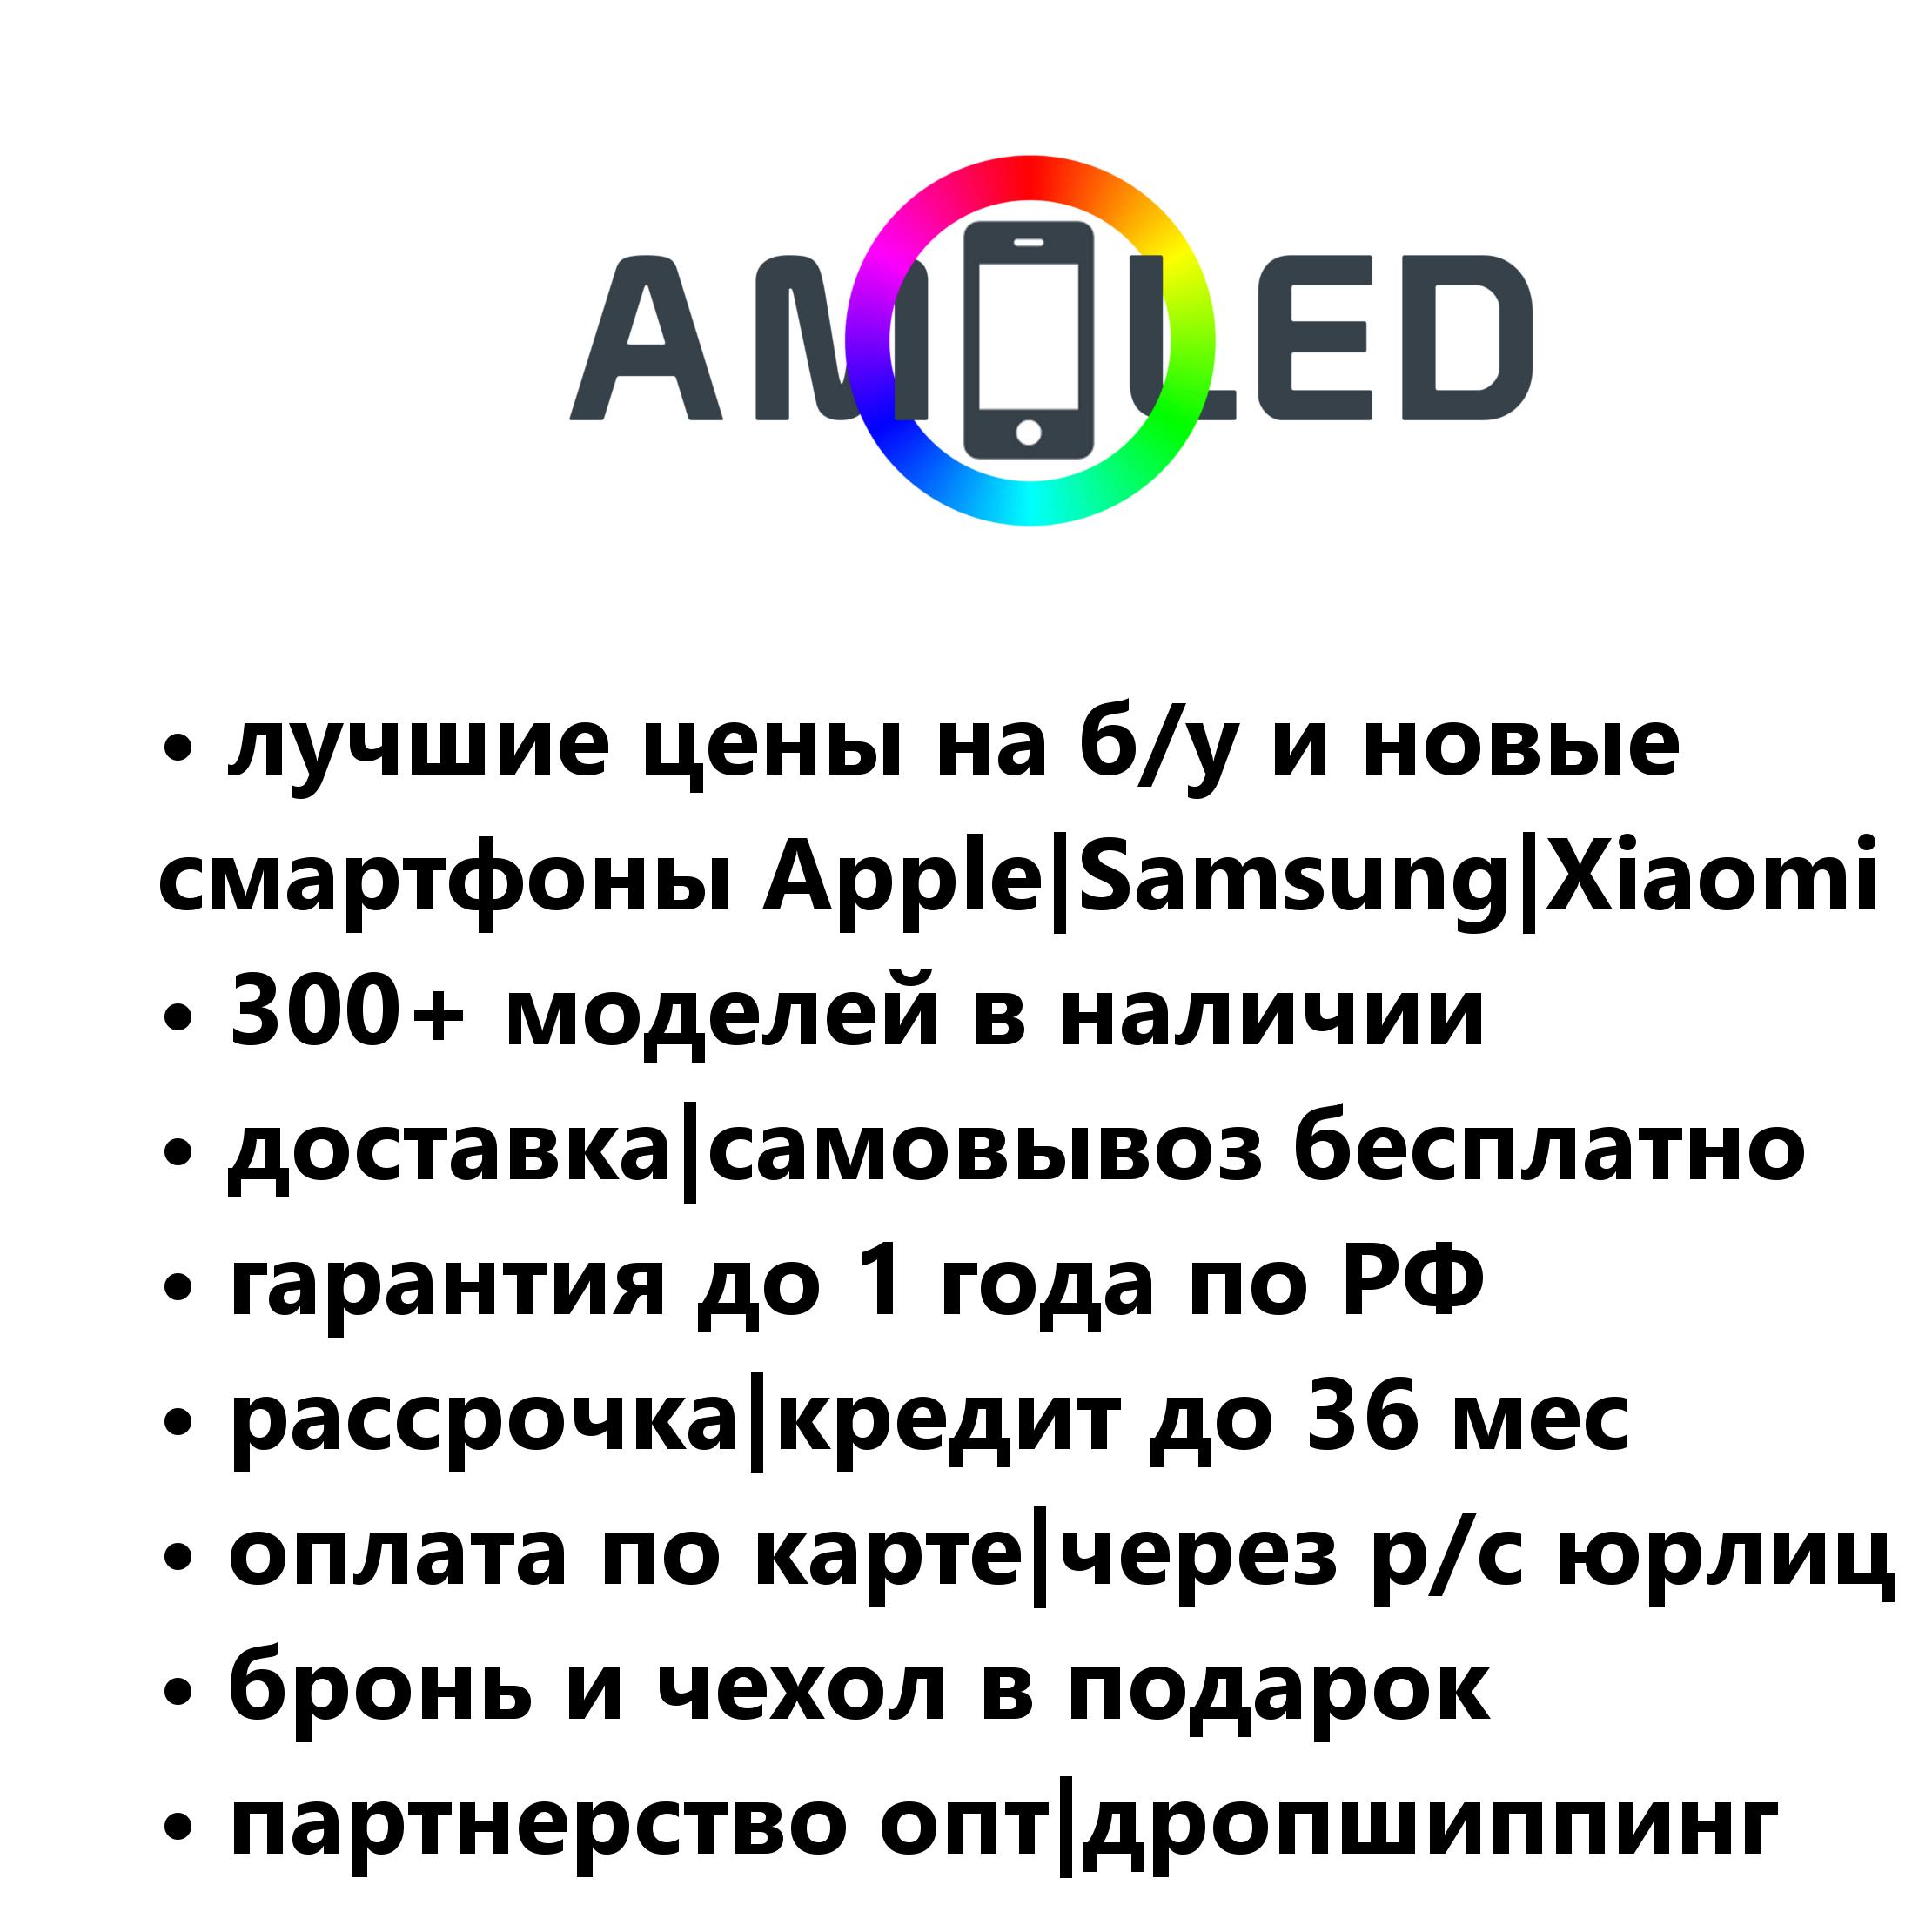 AMOLED
• лучшие цены на б/у и новые
смартфоны Apple|Samsung|Xiaomi
• 300+ моделей в наличии
• доставка|самовывоз бесплатно
• гарантия до 1 года по РФ
• рассрочка|кредит до 36 мес
• оплата по карте|через р/с юрлиц
• бронь и чехол в подарок
• партнерство опт|дропшиппинг